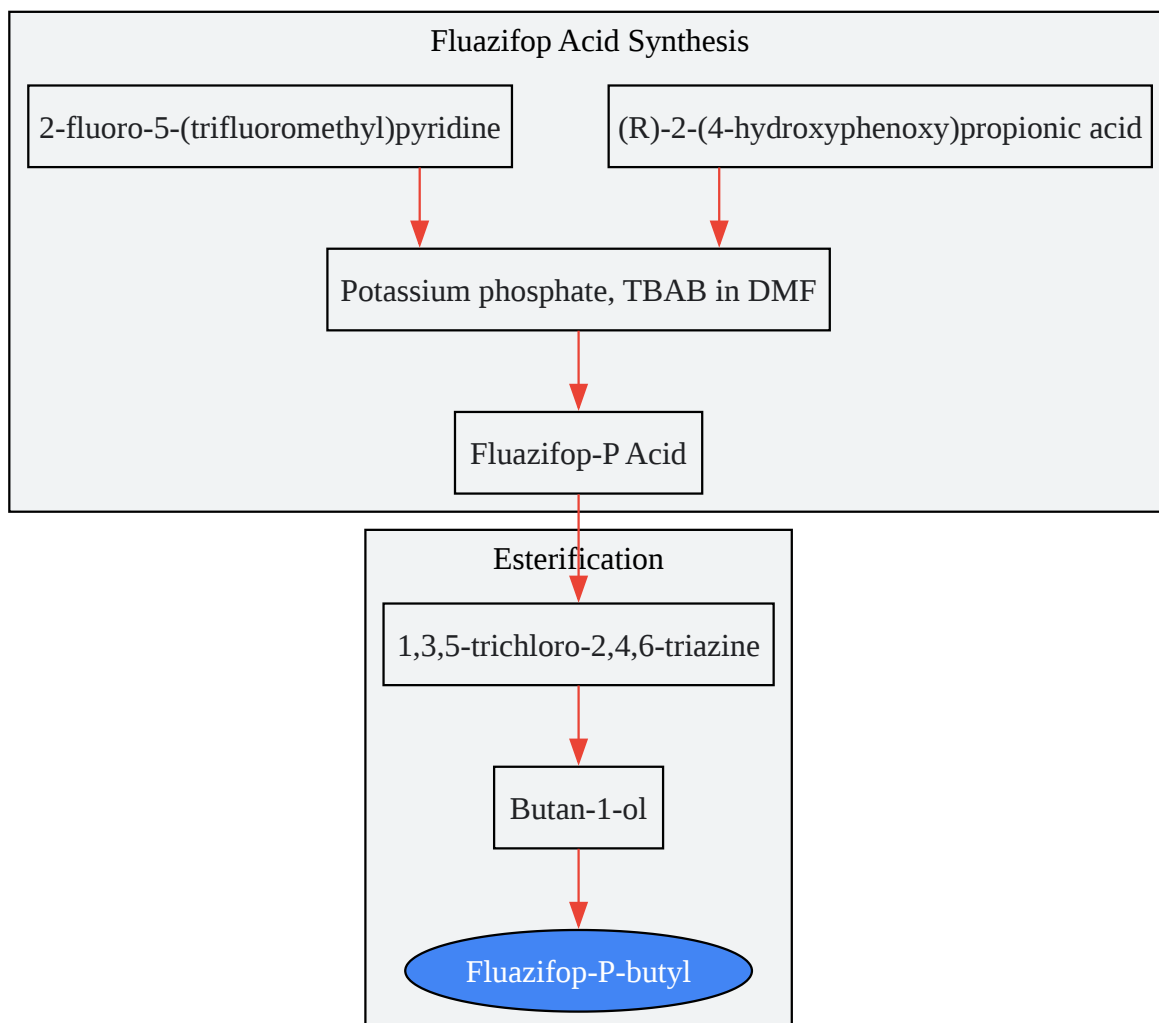 Fluazifop Acid Synthesis
2-fluoro-5-(trifluoromethyl)pyridine
(R)-2-(4-hydroxyphenoxy)propionic acid
Potassium phosphate, TBAB in DMF
Fluazifop-P Acid
Esterification
1,3,5-trichloro-2,4,6-triazine
Butan-1-ol
Fluazifop-P-butyl